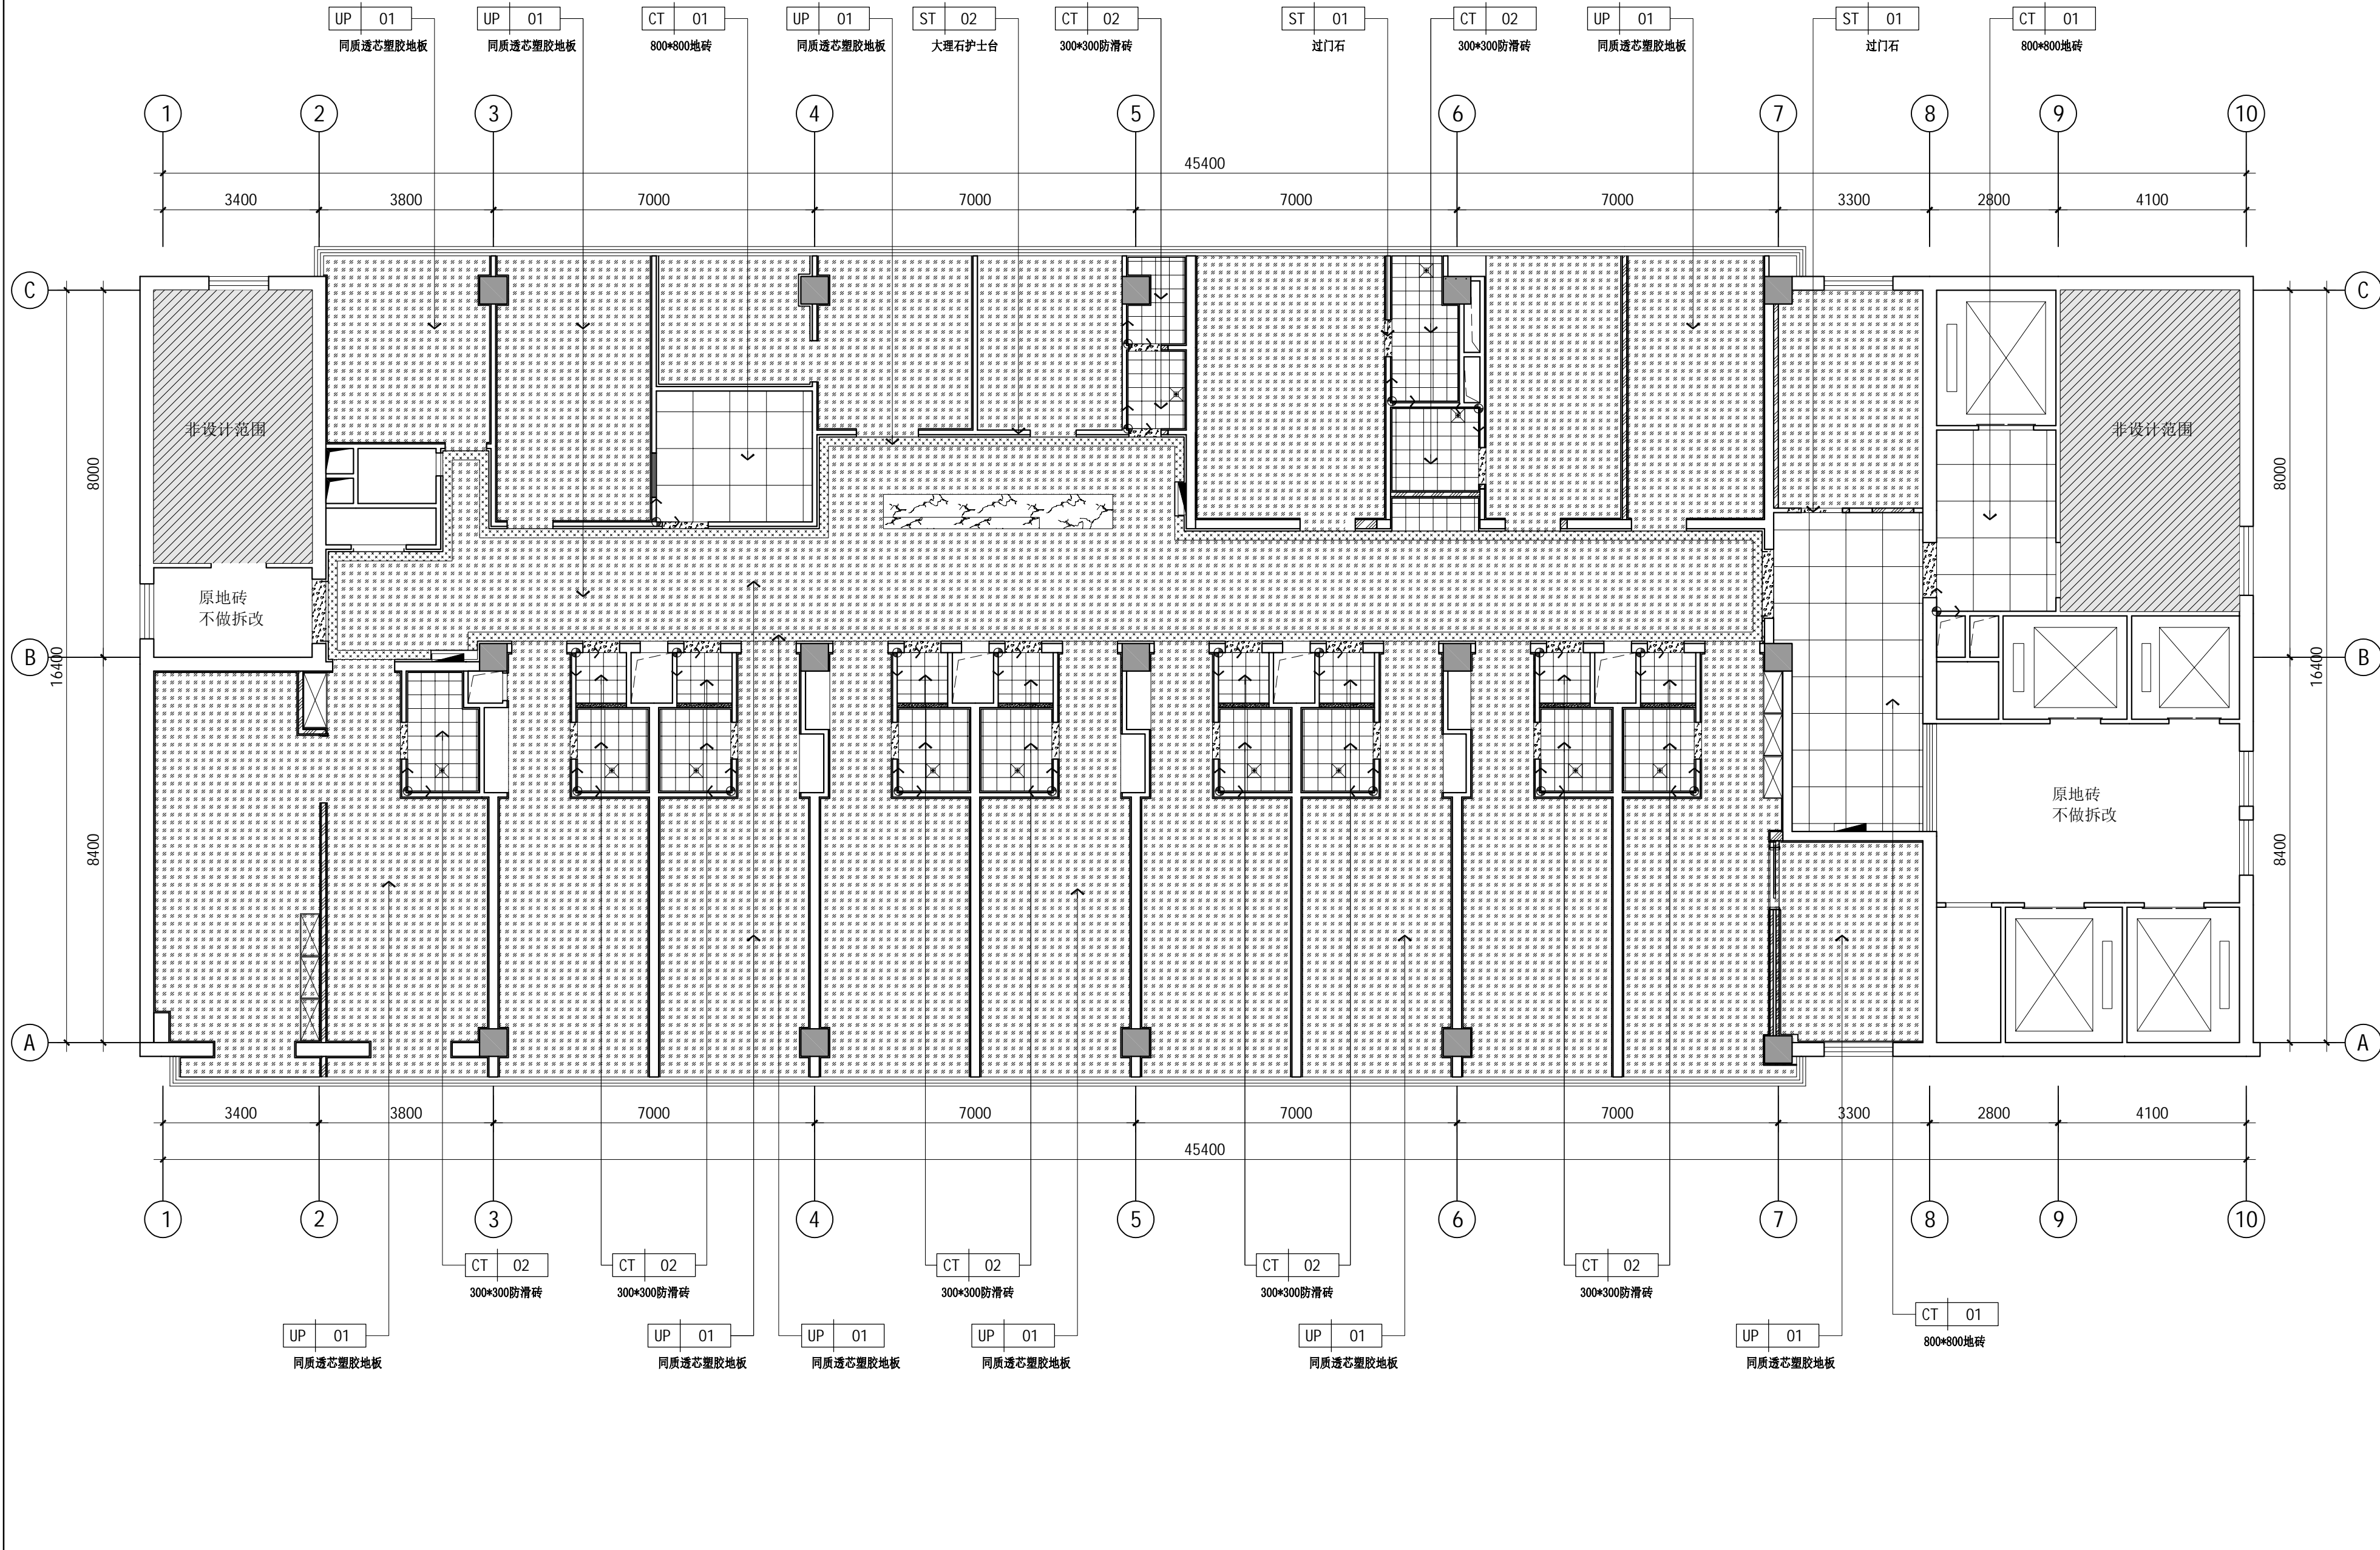 UP 01 UP 01 CT 01 UP 01 ST 02 CT 02 ST 01 CT 02 UP 01 ST 01 CT 01
同质透芯塑胶地板 同质透芯塑胶地板 800*800地砖 同质透芯塑胶地板 大理石护士台 300*300防滑砖 过门石 300*300防滑砖 同质透芯塑胶地板 过门石 800*800地砖
1 2 3 4 5 6 7 8 9 10
45400
3400 3800 7000 7000 7000 7000 3300 2800 4100
C C
非设计范围 非设计范围
8000 8000
原地砖
不做拆改
B B
16400 16400
原地砖
不做拆改
8400 8400
A A
3400 3800 7000 7000 7000 7000 3300 2800 4100
45400
1 2 3 4 5 6 7 8 9 10
CT 02 CT 02 CT 02 CT 02 CT 02
300*300防滑砖 300*300防滑砖 300*300防滑砖 300*300防滑砖 300*300防滑砖
CT 01
800*800地砖
UP 01 UP 01 UP 01 UP 01 UP 01 UP 01
同质透芯塑胶地板 同质透芯塑胶地板 同质透芯塑胶地板 同质透芯塑胶地板 同质透芯塑胶地板 同质透芯塑胶地板